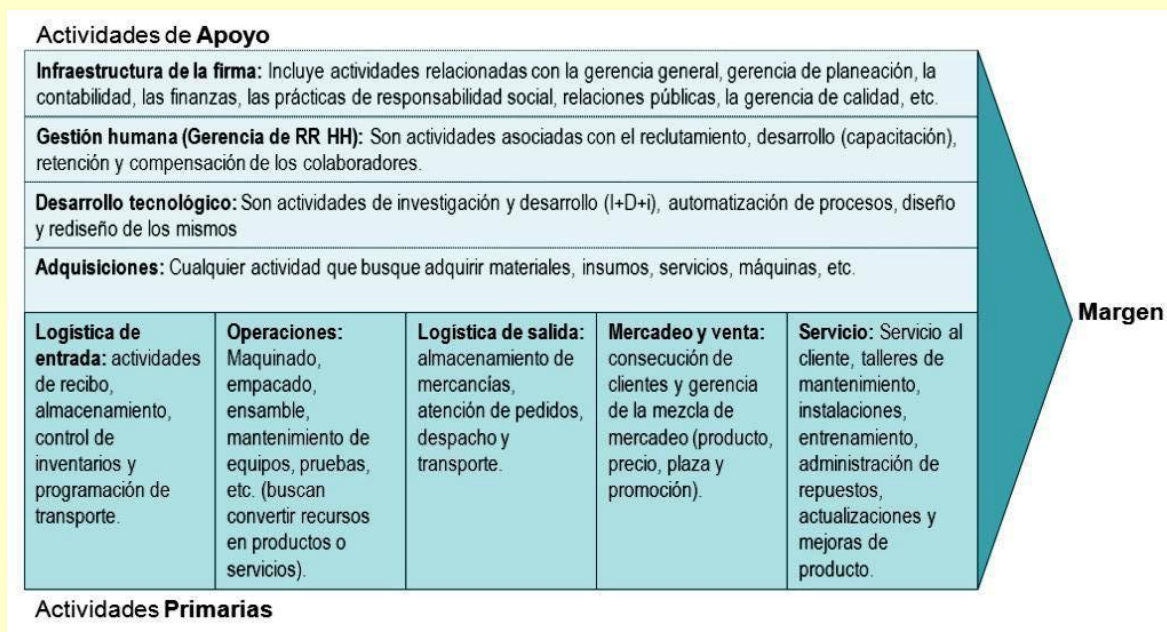 Actividades de Apoyo
Infraestructura de la firma: Incluye actividades relacionadas con la gerencia general, gerencia de planeación, la
contabilidad, las finanzas, las prácticas de responsabilidad social, relaciones públicas, la gerencia de calidad, etc.
Gestión humana (Gerencia de RR HH): Son actividades asociadas con el reclutamiento, desarrollo (capacitación),
retención y compensación de los colaboradores.
Desarrollo tecnológico: Son actividades de investigación y desarrollo (I+D+i), automatización de procesos, diseño
y rediseño de los mismos
Adquisiciones: Cualquier actividad que busque adquirir materiales, insumos, servicios, máquinas, etc.
Logística de
entrada: actividades
de recibo,
almacenamiento,
control de
inventarios y
programación de
transporte.
Operaciones:
Maquinado,
empacado,
ensamble,
mantenimiento de
equipos, pruebas,
etc. (buscan
convertir recursos
en productos o
servicios).
Logística de salida:
almacenamiento de
mercancías,
atención de pedidos,
despacho y
transporte.
Mercadeo y venta:
consecución de
clientes y gerencia
de la mezcla de
mercadeo (producto,
precio, plaza y
promoción).
Servicio: Servicio al
cliente, talleres de
mantenimiento,
instalaciones,
entrenamiento,
administración de
repuestos,
actualizaciones y
mejoras de
producto.
Margen
Actividades Primarias